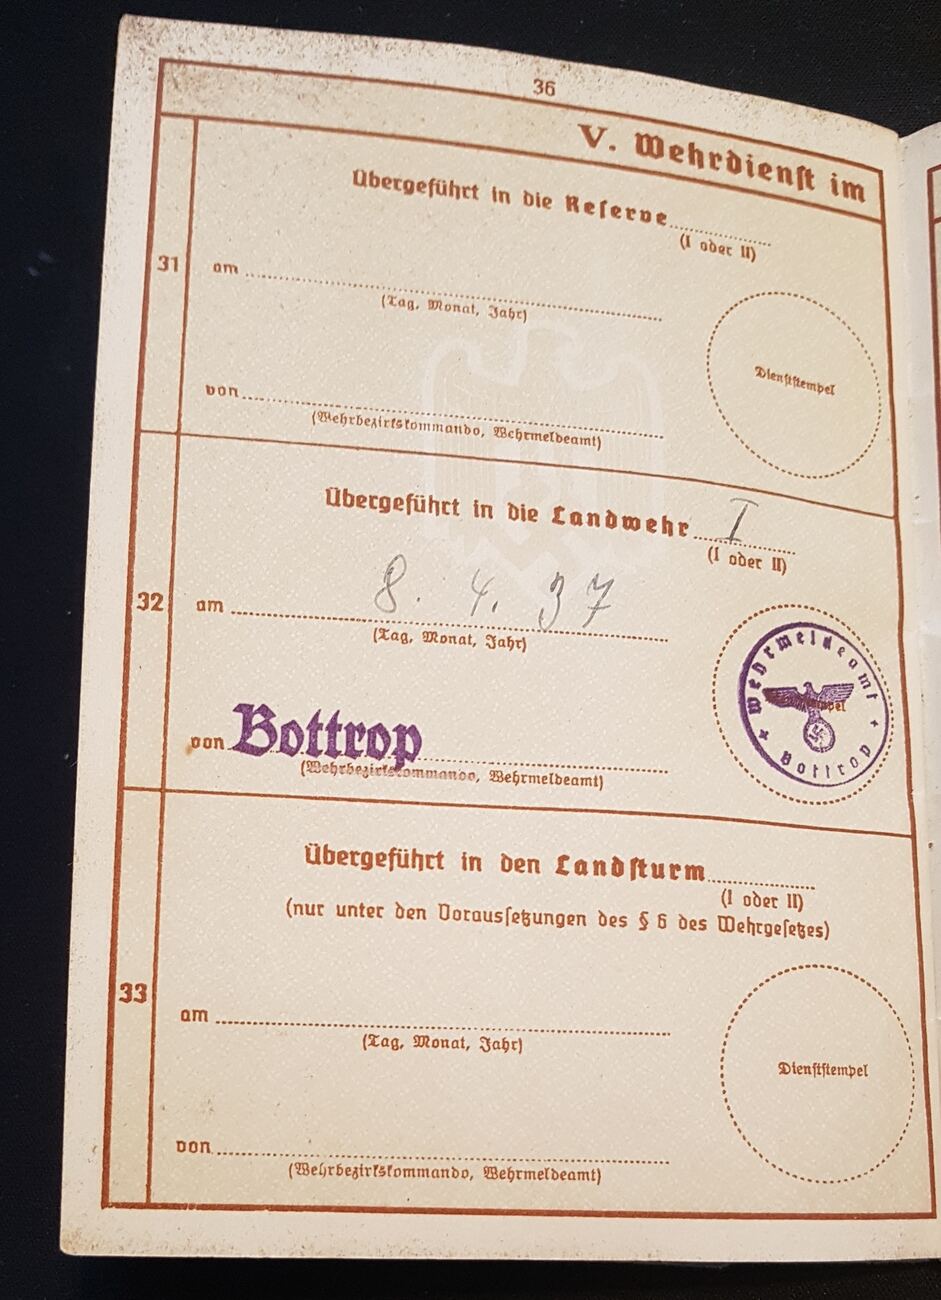 36
V. Wehrdienst im
31
Übergeführt in die Reserve
(I oder II)
am
(Tag, Monat, Jahr)
Dienststempel
von
(Wehrbezirkskommando, Wehrmeldeamt)
32
Übergeführt in die Landwehr I
(I oder II)
am 8. 4. 37
(Tag, Monat, Jahr)
Wehrmeldeamt
Bottrop
von Bottrop
(Wehrbezirkskommando, Wehrmeldeamt)
33
Übergeführt in den Landsturm
(I oder II)
(nur unter den Voraussetzungen des § 6 des Wehrgesetzes)
am
(Tag, Monat, Jahr)
Dienststempel
von
(Wehrbezirkskommando, Wehrmeldeamt)